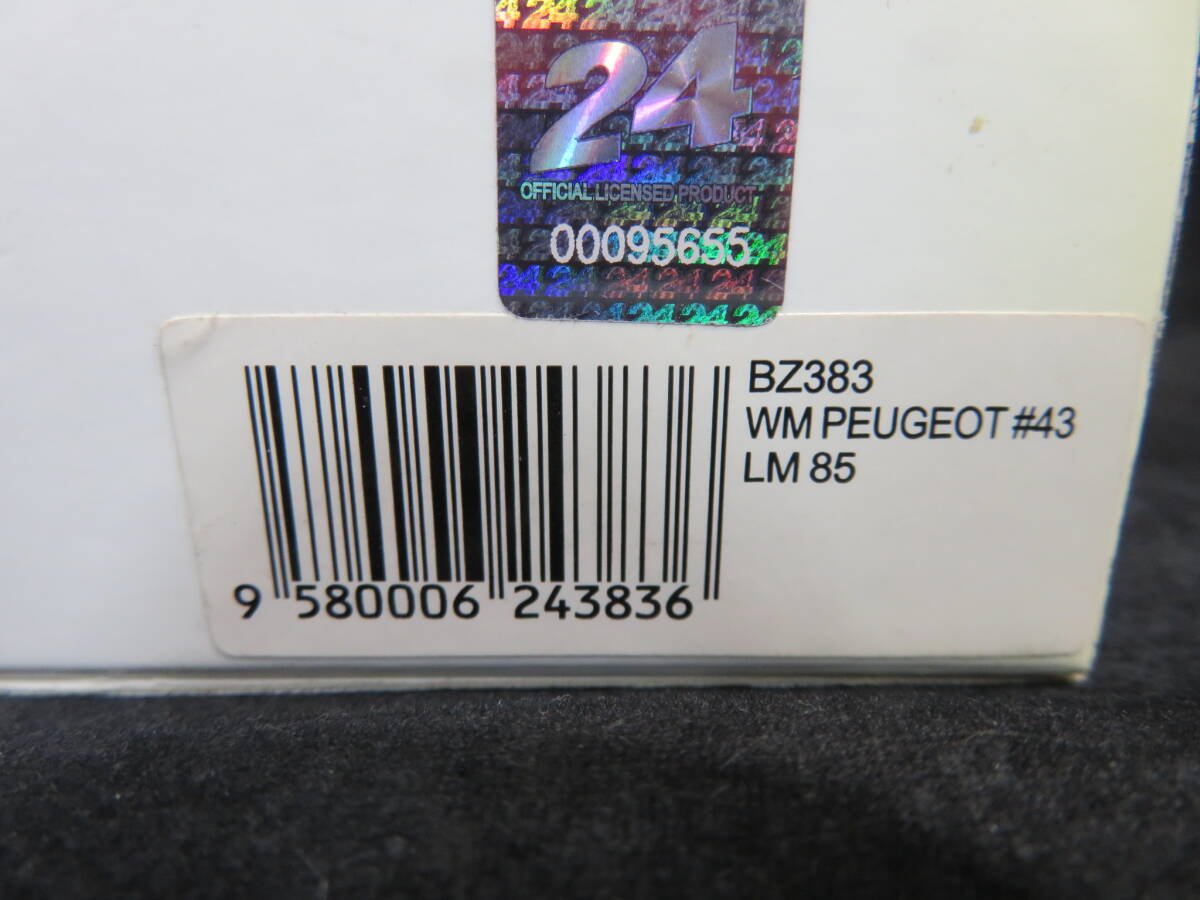 24
OFFICIAL LICENSED PRODUCT
00095655
BZ383
WM PEUGEOT #43
LM 85
9 580006 243836